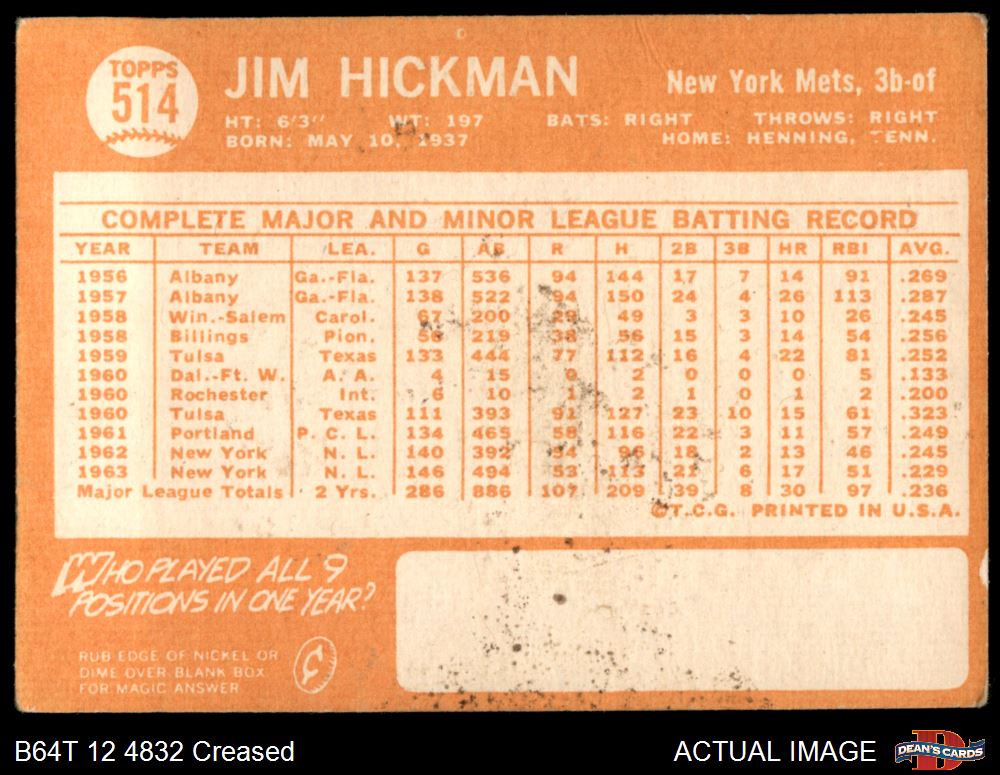 TOPPS
514
JIM HICKMAN
New York Mets, 3b-of
HT: 6'3" WT: 197 BATS: RIGHT THROWS: RIGHT
BORN: MAY 10, 1937 HOME: HENNING, TENN.
COMPLETE MAJOR AND MINOR LEAGUE BATTING RECORD
YEAR TEAM LEA. G AB R H 2B 3B HR RBI AVG.
1956 Albany Ga.-Fla. 137 536 94 144 17 7 14 91 .269
1957 Albany Ga.-Fla. 138 522 94 150 24 4 26 113 .287
1958 Win.-Salem Carol. 67 200 29 49 3 3 10 26 .245
1958 Billings Pion. 219 56 15 3 14 54 .256
1959 Tulsa Texas 133 444 77 112 16 4 22 81 .252
1960 Dal.-Ft. W. A. A. 4 15 0 2 0 0 0 5 .133
1960 Rochester Int. 6 10 1 2 1 0 1 2 .200
1960 Tulsa Texas 111 393 91 127 23 10 15 61 .323
1961 Portland P. C. L. 134 465 58 116 22 3 11 57 .249
1962 New York N. L. 140 392 54 96 18 2 13 46 .245
1963 New York N. L. 146 494 53 113 21 6 17 51 .229
Major League Totals 2 Yrs. 286 886 107 209 39 8 30 97 .236
©T.C.G. PRINTED IN U.S.A.
WHO PLAYED ALL 9
POSITIONS IN ONE YEAR?
RUB EDGE OF NICKEL OR
DIME OVER BLANK BOX
FOR MAGIC ANSWER
B64T 12 4832 Creased
ACTUAL IMAGE
DEAN'S CARDS